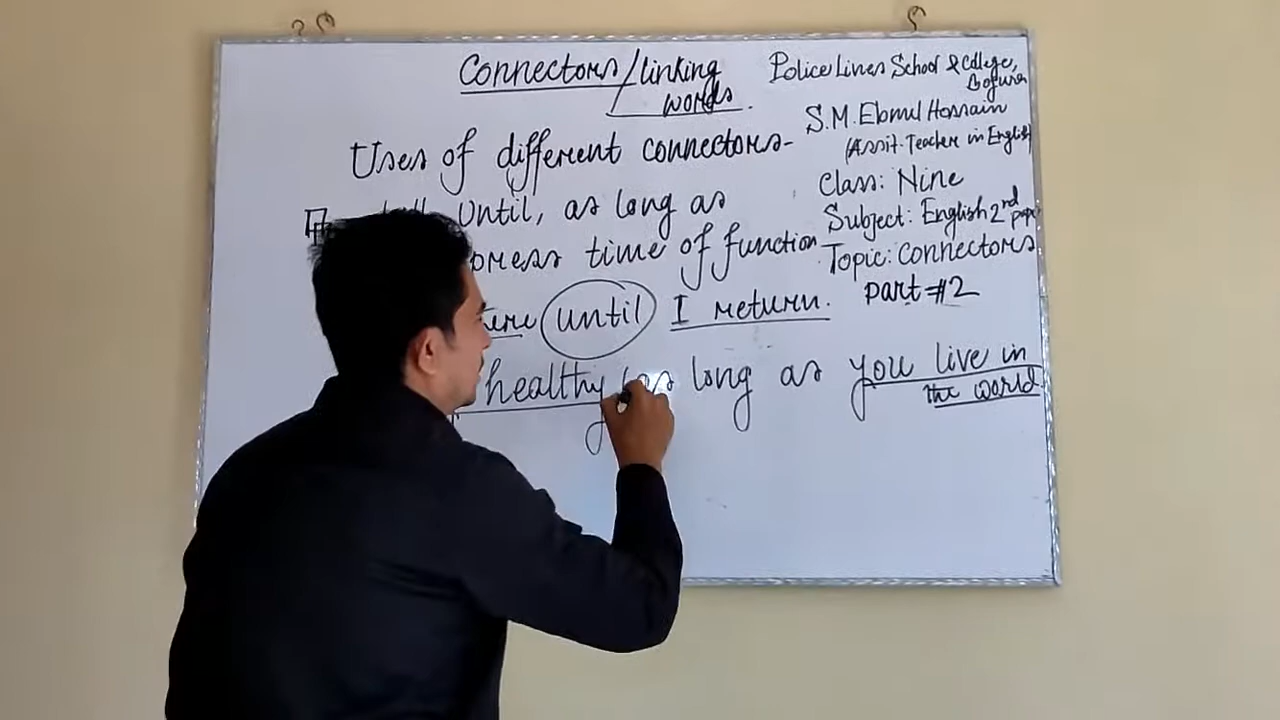 Connectors/linking
words.
Uses of different connectors-
Until, as long as
time of function
until I return.
healthy as long as you live in
the world
Police Lines School & College,
Bogura
S.M. Ebnul Hossain
(Assit. Teacher in English)
Class: Nine
Subject: English 2nd paper
Topic: Connectors
Part #2